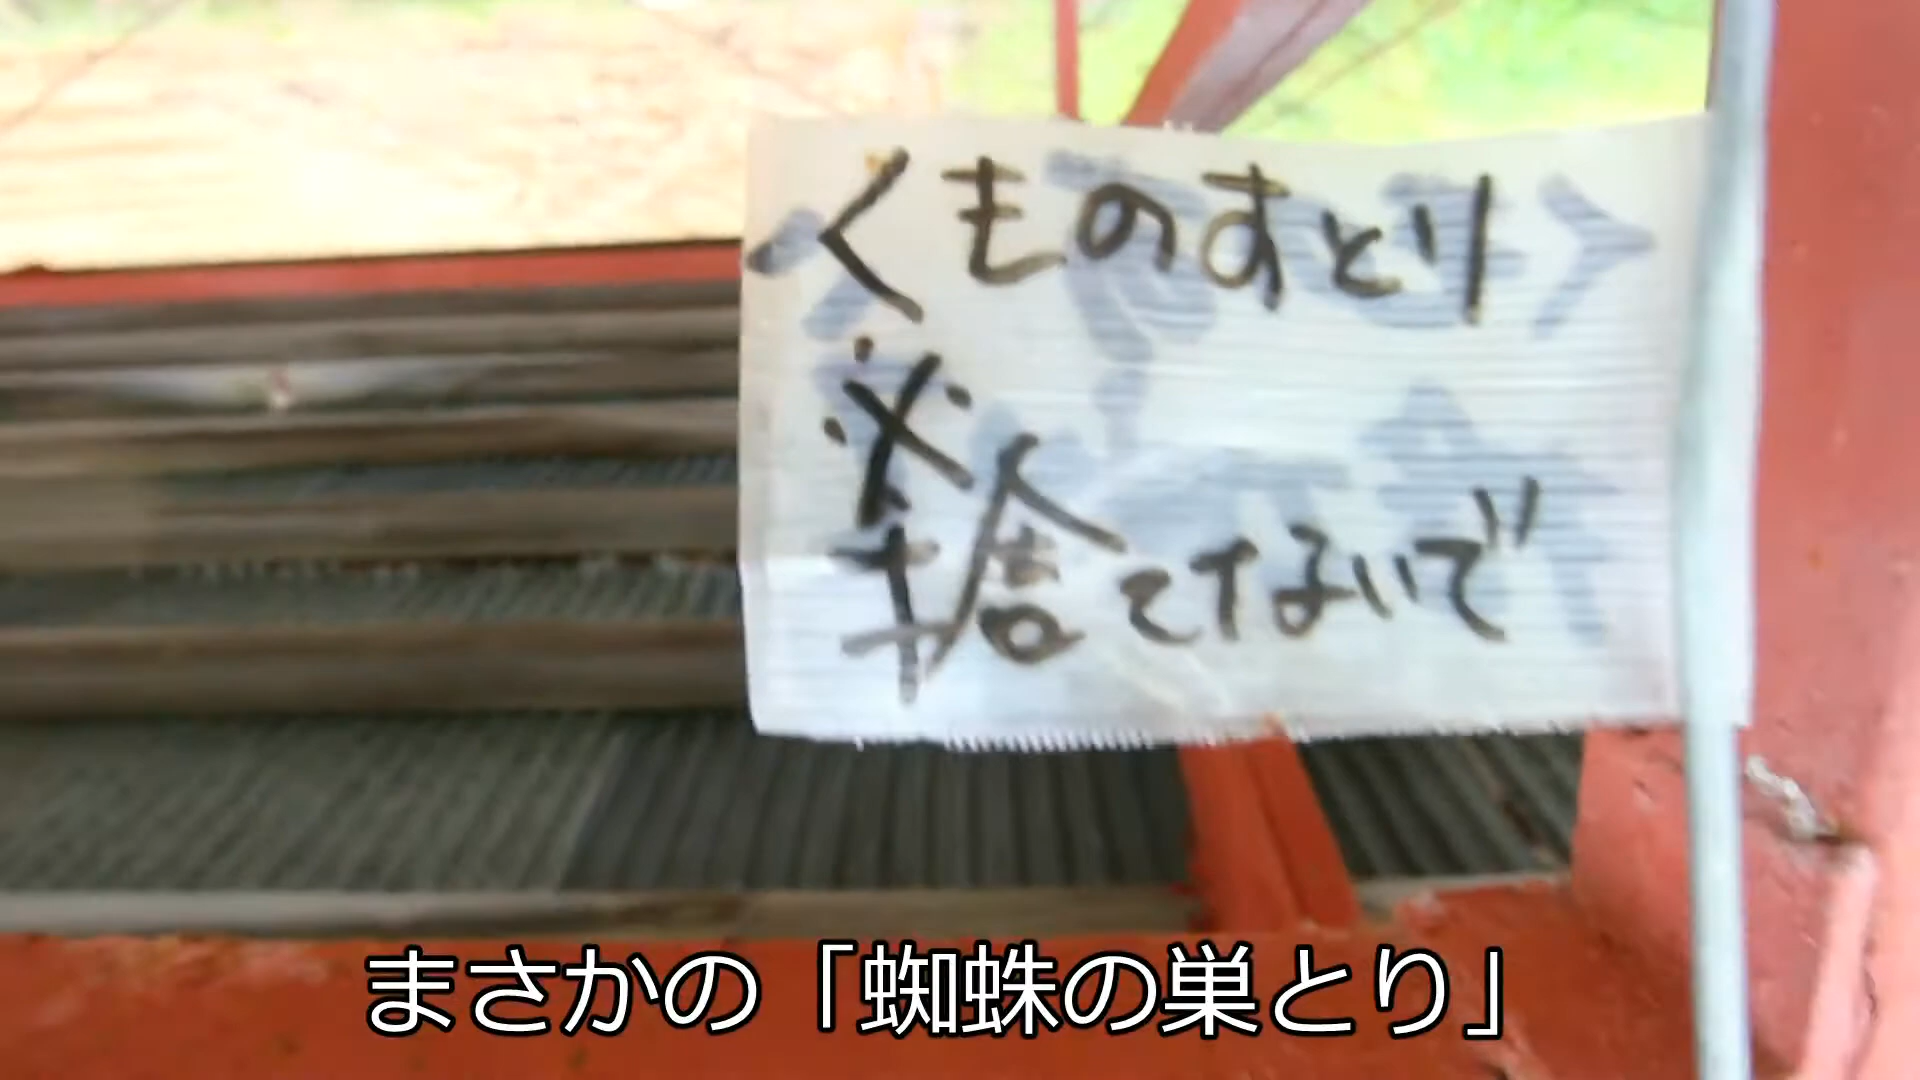 くものすとり
※
捨てないで
まさかの「蜘蛛の巣とり」